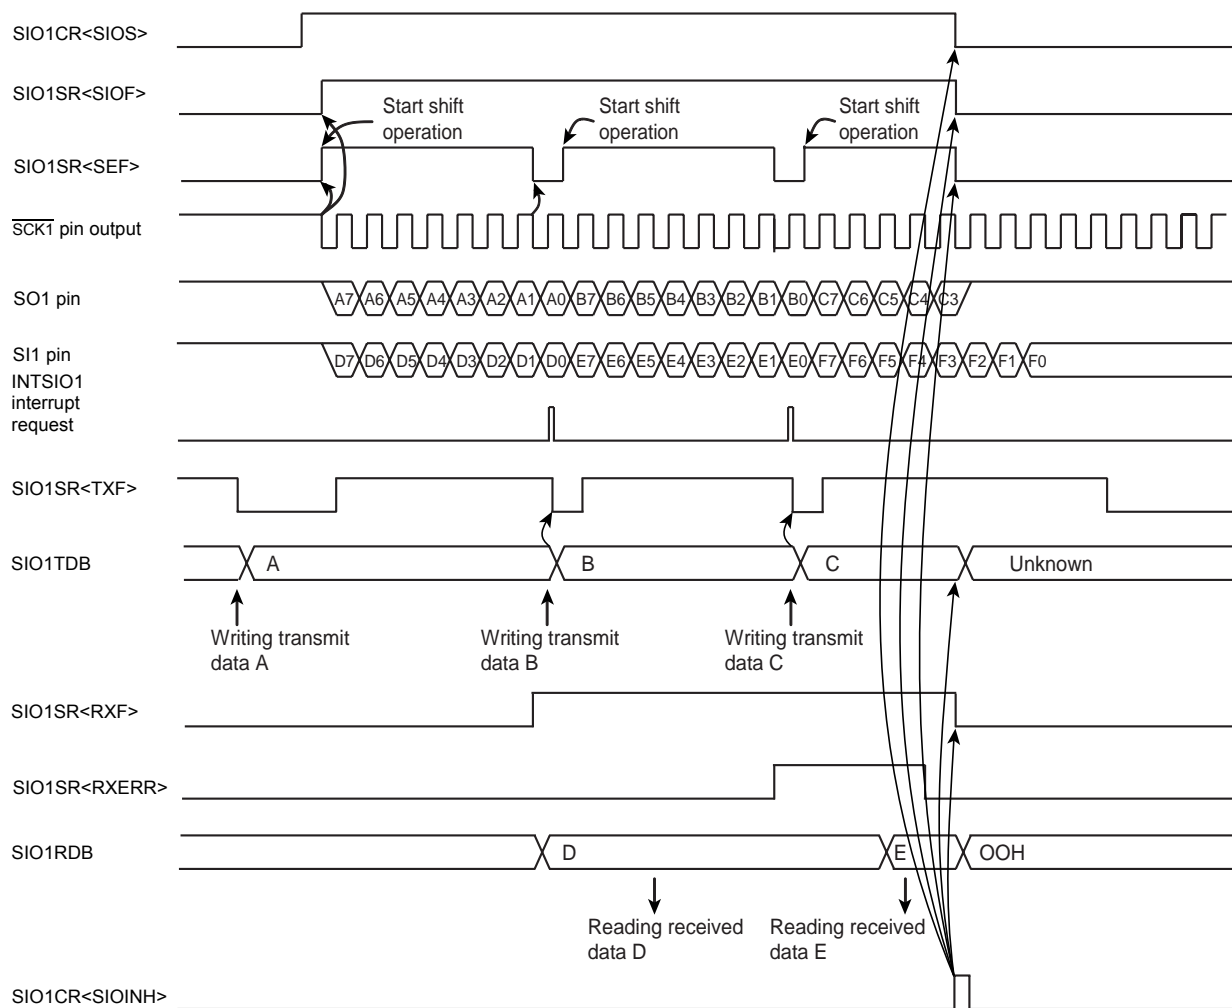 SIO1CR<SIOS>
SIO1SR<SIOF>
Start shift
operation
Start shift
operation
Start shift
operation
SIO1SR<SEF>
SCK1 pin output
SO1 pin
A7 A6 A5 A4 A3 A2 A1 A0 B7 B6 B5 B4 B3 B2 B1 B0 C7 C6 C5 C4 C3
SI1 pin
D7 D6 D5 D4 D3 D2 D1 D0 E7 E6 E5 E4 E3 E2 E1 E0 F7 F6 F5 F4 F3 F2 F1 F0
INTSIO1
interrupt
request
SIO1SR<TXF>
SIO1TDB
A
B
C
Unknown
Writing transmit
data A
Writing transmit
data B
Writing transmit
data C
SIO1SR<RXF>
SIO1SR<RXERR>
SIO1RDB
D
E
OOH
Reading received
data D
Reading received
data E
SIO1CR<SIOINH>